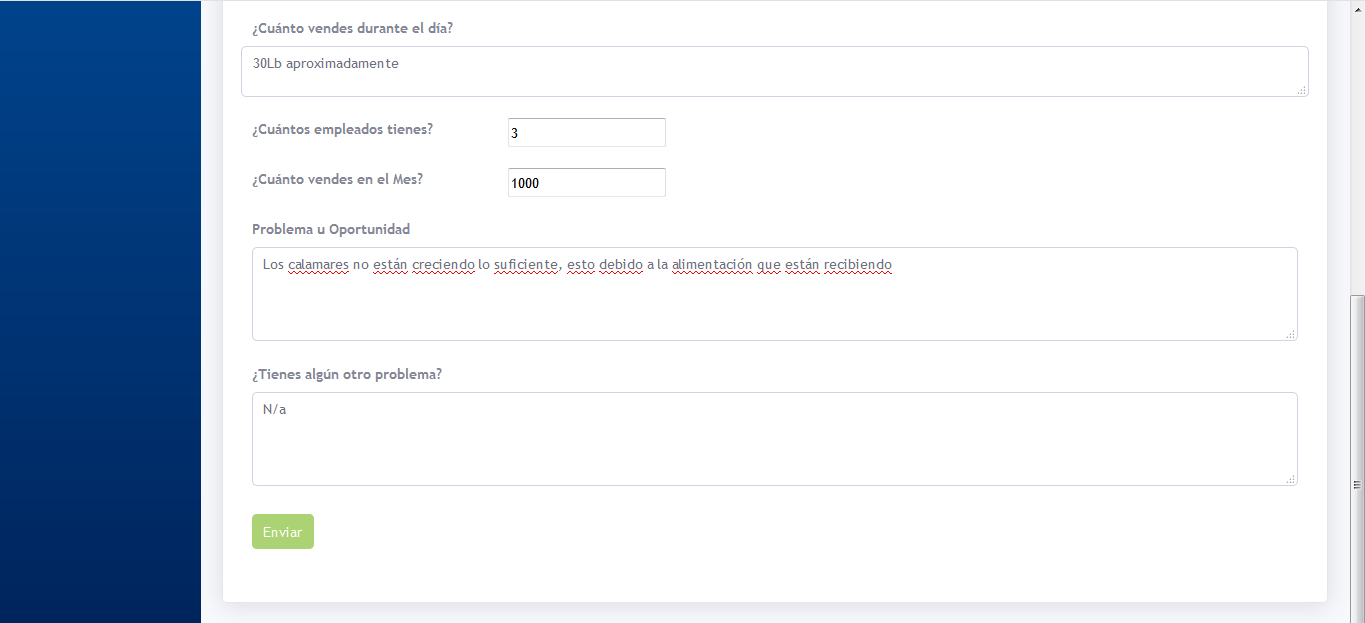 ¿Cuánto vendes durante el día?
30Lb aproximadamente
¿Cuántos empleados tienes?
3
¿Cuánto vendes en el Mes?
1000
Problema u Oportunidad
Los calamares no están creciendo lo suficiente, esto debido a la alimentación que están recibiendo
¿Tienes algún otro problema?
N/a
Enviar